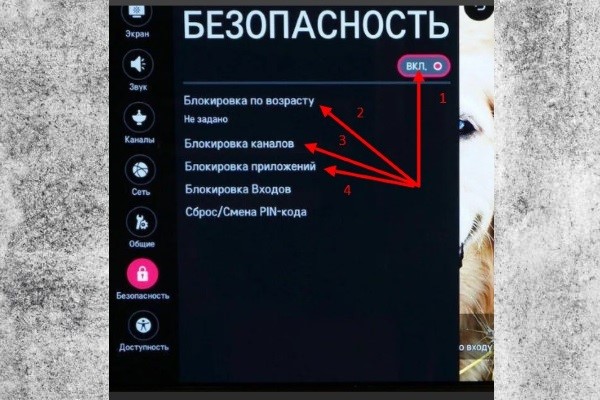 БЕЗОПАСНОСТЬ
Экран
ВКЛ.
Звук
Блокировка по возрасту
Не задано
1
2
Каналы
Блокировка каналов
3
Блокировка приложений
4
Сеть
Блокировка Входов
Сброс/Смена PIN-кода
Общие
Безопасность
Доступность
о входу